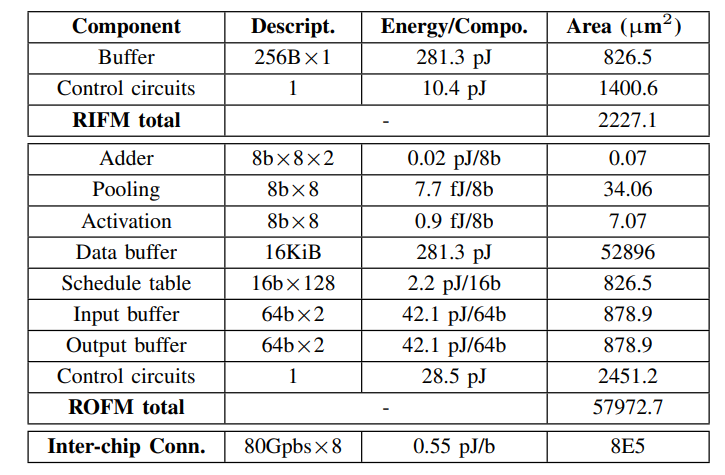 Component Descript. Energy/Compo. Area (μm²)
Buffer 256B×1 281.3 pJ 826.5
Control circuits 1 10.4 pJ 1400.6
RIFM total - 2227.1
Adder 8b×8×2 0.02 pJ/8b 0.07
Pooling 8b×8 7.7 fJ/8b 34.06
Activation 8b×8 0.9 fJ/8b 7.07
Data buffer 16KiB 281.3 pJ 52896
Schedule table 16b×128 2.2 pJ/16b 826.5
Input buffer 64b×2 42.1 pJ/64b 878.9
Output buffer 64b×2 42.1 pJ/64b 878.9
Control circuits 1 28.5 pJ 2451.2
ROFM total - 57972.7
Inter-chip Conn. 80Gpbs×8 0.55 pJ/b 8E5